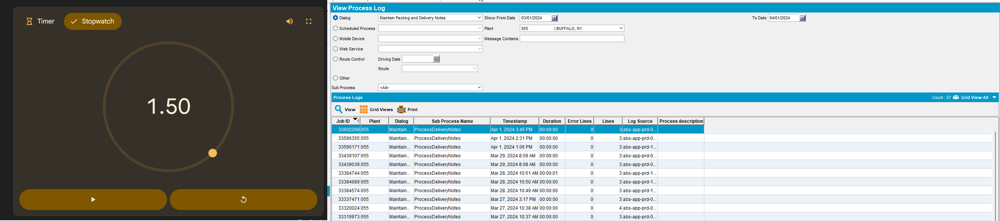 Timer
Stopwatch
1.50
View Process Log
Dialog Maintain Packing and Delivery Notes Show From Date 03/01/2024 16 To Date 04/01/2024 16
Scheduled Process Plant 055 | BUFFALO, NY
Mobile Device Message Contains
Web Service
Route Control Driving Date 16
Route
Other
Sub Process <All>
Process Logs Count : 57 Grid View All
View Grid Views Print
Job ID 1 Plant Dialog Sub Process Name Timestamp Duration Error Lines Lines Log Source Process description
33602268 055 Maintain... ProcessDeliveryNotes Apr 1, 2024 3:45 PM 00:00:00 0 3 abs-app-prd-0...
33596355 055 Maintain... ProcessDeliveryNotes Apr 1, 2024 2:31 PM 00:00:00 0 3 abs-app-prd-0...
33590171 055 Maintain... ProcessDeliveryNotes Apr 1, 2024 1:06 PM 00:00:00 0 3 abs-app-prd-1...
33439107 055 Maintain... ProcessDeliveryNotes Mar 29, 2024 8:09 AM 00:00:00 0 3 abs-app-prd-0...
33439039 055 Maintain... ProcessDeliveryNotes Mar 29, 2024 8:08 AM 00:00:00 0 3 abs-app-prd-0...
33384744 055 Maintain... ProcessDeliveryNotes Mar 28, 2024 10:51 AM 00:00:01 0 3 abs-app-prd-1...
33384689 055 Maintain... ProcessDeliveryNotes Mar 28, 2024 10:50 AM 00:00:00 0 3 abs-app-prd-1...
33384574 055 Maintain... ProcessDeliveryNotes Mar 28, 2024 10:49 AM 00:00:00 0 3 abs-app-prd-1...
33337471 055 Maintain... ProcessDeliveryNotes Mar 27, 2024 3:17 PM 00:00:00 0 3 abs-app-prd-0...
33320024 055 Maintain... ProcessDeliveryNotes Mar 27, 2024 10:38 AM 00:00:00 0 4 abs-app-prd-0...
33319973 055 Maintain... ProcessDeliveryNotes Mar 27, 2024 10:37 AM 00:00:00 0 3 abs-app-prd-0...